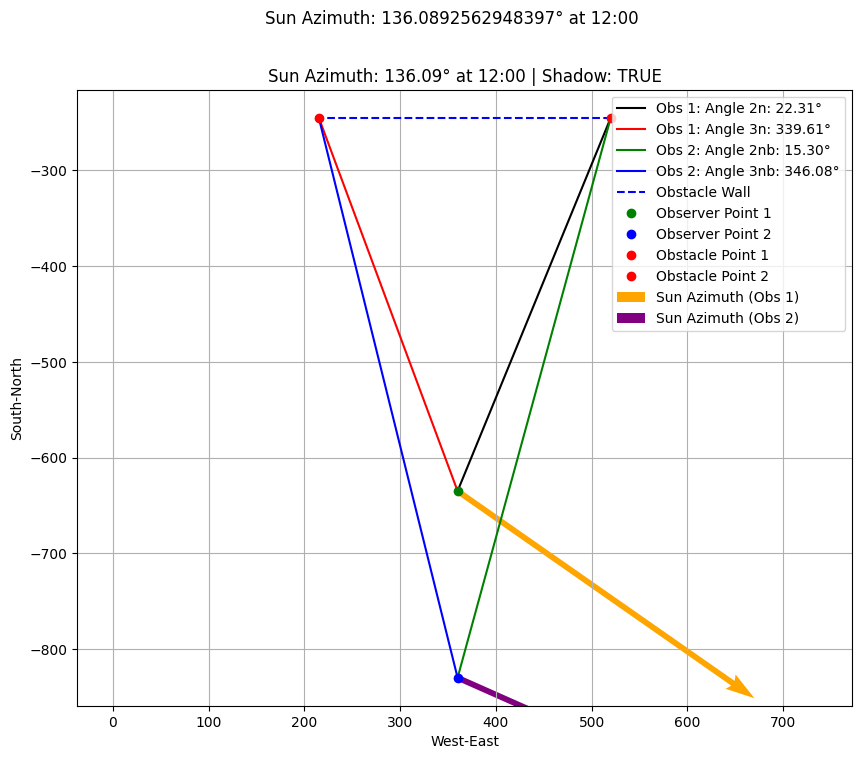 Sun Azimuth: 136.0892562948397° at 12:00
Sun Azimuth: 136.09° at 12:00 | Shadow: TRUE
Obs 1: Angle 2n: 22.31°
Obs 1: Angle 3n: 339.61°
Obs 2: Angle 2nb: 15.30°
Obs 2: Angle 3nb: 346.08°
Obstacle Wall
Observer Point 1
Observer Point 2
Obstacle Point 1
Obstacle Point 2
Sun Azimuth (Obs 1)
Sun Azimuth (Obs 2)
South-North
−300
−400
−500
−600
−700
−800
0 100 200 300 400 500 600 700
West-East